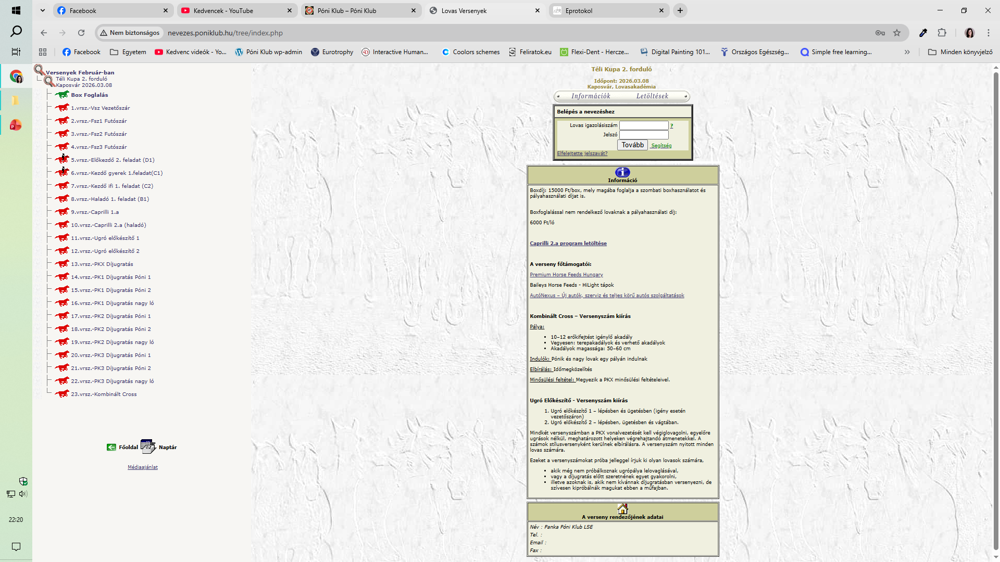 Facebook
Kedvencek - YouTube
Póni Klub – Póni Klub
Lovas Versenyek
Eprotokol
Nem biztonságos
nevezes.poniklub.hu/tree/index.php
Facebook
Egyetem
Kedvenc videók - Yo...
Póni Klub wp-admin
Eurotrophy
Interactive Human...
Coolors schemes
Feliratok.eu
Flexi-Dent - Hercze...
Digital Painting 101...
Országos Egészség...
Simple free learning...
Minden könyvjelző
Versenyek Február-ban
Téli Kupa 2. forduló
Kaposvár 2026.03.08
Box Foglalás
1.vrsz.-Vsz Vezetőszár
2.vrsz.-Fsz1 Futószár
3.vrsz.-Fsz2 Futószár
4.vrsz.-Fsz3 Futószár
5.vrsz.-Előkezdő 2. feladat (D1)
6.vrsz.-Kezdő gyerek 1.feladat(C1)
7.vrsz.-Kezdő ifi 1. feladat (C2)
8.vrsz.-Haladó 1. feladat (B1)
9.vrsz.-Caprilli 1.a
10.vrsz.-Caprilli 2.a (haladó)
11.vrsz.-Ugró előkészítő 1
12.vrsz.-Ugró előkészítő 2
13.vrsz.-PKX Díjugratás
14.vrsz.-PK1 Díjugratás Póni 1
15.vrsz.-PK1 Díjugratás Póni 2
16.vrsz.-PK1 Díjugratás nagy ló
17.vrsz.-PK2 Díjugratás Póni 1
18.vrsz.-PK2 Díjugratás Póni 2
19.vrsz.-PK2 Díjugratás nagy ló
20.vrsz.-PK3 Díjugratás Póni 1
21.vrsz.-PK3 Díjugratás Póni 2
22.vrsz.-PK3 Díjugratás nagy ló
23.vrsz.-Kombinált Cross
Főoldal
Naptár
Médiaajánlat
22:20
Téli Kupa 2. forduló
Időpont: 2026.03.08
Kaposvár, Lovasakadémia
Információk
Letöltések
Belépés a nevezéshez
Lovas igazolásiszám ?
Jelszó
Tovább Segítség
Elfelejtette jelszavát?
Információ
Boxdíj: 15000 Ft/box, mely magába foglalja a szombati boxhasználatot és
pályahasználati díjat is.
Boxfoglalással nem rendelkező lovaknak a pályahasználati díj:
6000 Ft/ló
Caprilli 2.a program letöltése
A verseny főtámogatói:
Premium Horse Feeds Hungary
Baileys Horse Feeds - HiLight tápok
AutóNexus – Új autók, szerviz és teljes körű autós szolgáltatások
Kombinált Cross – Versenyszám kiírás
Pálya:
• 10–12 erőkifejtést igénylő akadály
• Vegyesen: terepakadályok és verhető akadályok
• Akadályok magassága: 50–60 cm
Indulók: Pónik és nagy lovak egy pályán indulnak
Elbírálás: Időmegközelítés
Minősülési feltétel: Megyezik a PKX minősülési feltételeivel.
Ugró Előkészítő - Versenyszám kiírás
1. Ugró előkészítő 1 – lépésben és ügetésben (igény esetén
vezetőszáron)
2. Ugró előkészítő 2 – lépésben, ügetésben és vágtában.
Mindkét versenyszámban a PKX vonalvezetését kell végiglovagolni, egyelőre
ugrások nélkül, meghatározott helyeken végrehajtandó átmenetekkel. A
számok stílusversenyként kerülnek elbírálásra. A versenyszám nyitott minden
lovas számára.
Ezeket a versenyszámokat próba jelleggel írjuk ki olyan lovasok számára,
• akik még nem próbálkoznak ugrópálya lelovaglásával,
• vagy a díjugratás előtt szeretnének egyet gyakorolni,
• illetve azoknak is, akik nem kívánnak díjugratásban versenyezni, de
szívesen kipróbálnák magukat ebben a műfajban.
A verseny rendezőjének adatai
Név : Panka Póni Klub LSE
Tel. :
Email :
Fax :